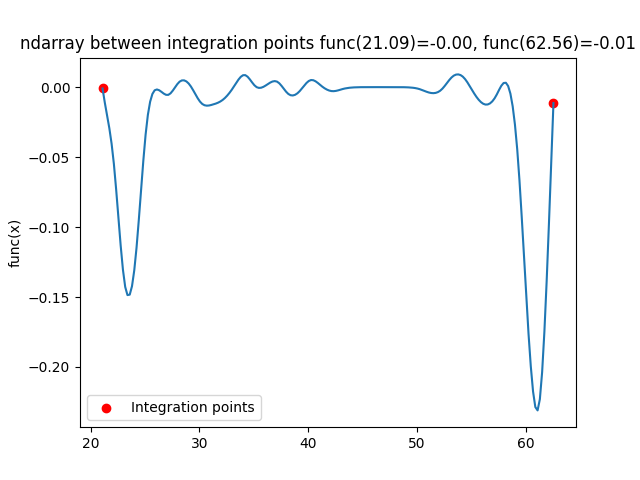 ndarray between integration points func(21.09)=-0.00, func(62.56)=-0.01
func(x)
0.00
−0.05
−0.10
−0.15
−0.20
Integration points
20 30 40 50 60